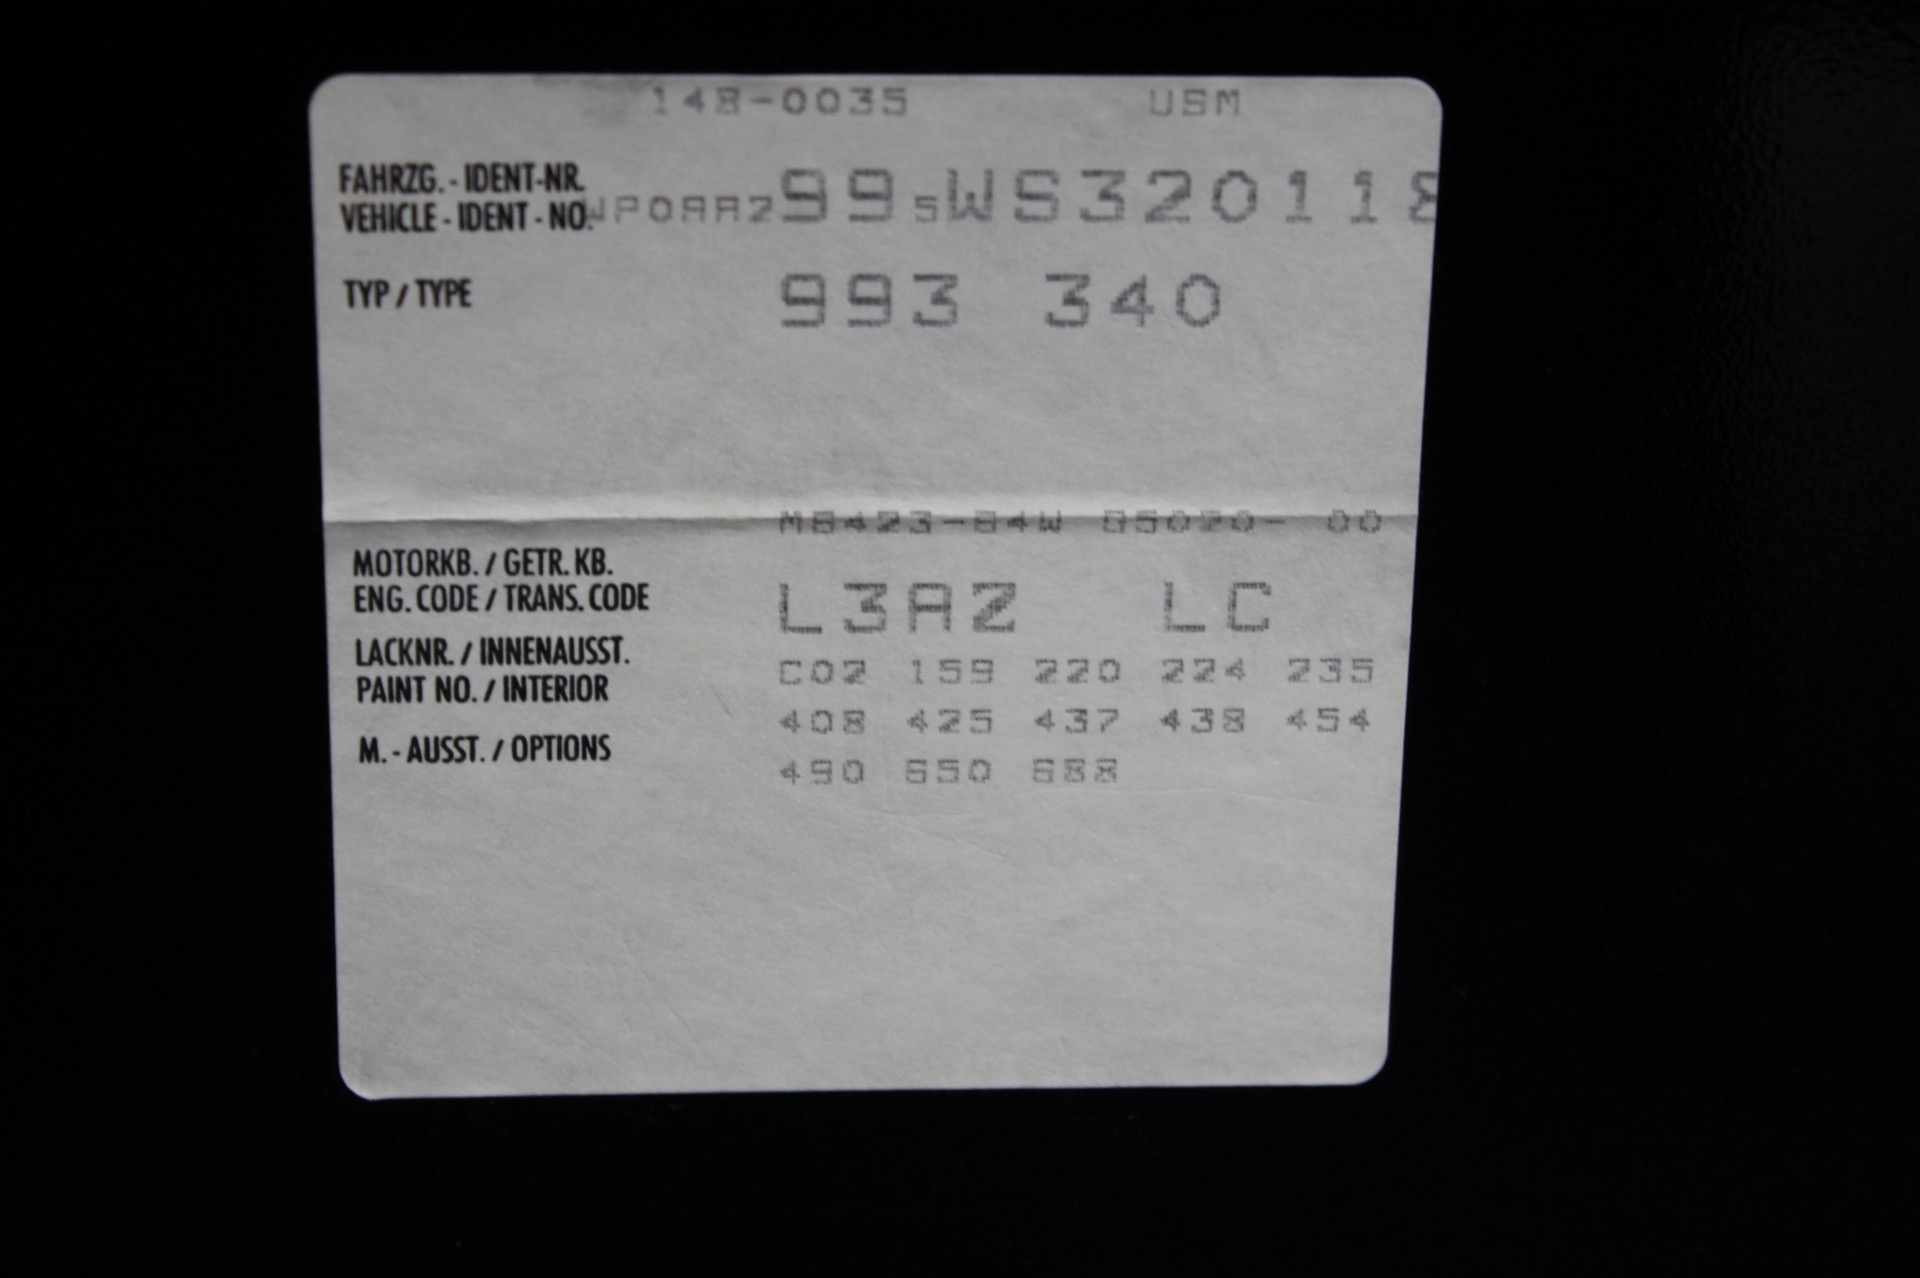 148-0035 USM
FAHRZG. - IDENT-NR.
VEHICLE - IDENT - NO. WP0AA299sWS320118
TYP / TYPE 993 340
00
MOTORKB. / GETR. KB.
ENG. CODE / TRANS. CODE L3AZ LC
LACKNR. / INNENAUSST. C02 159 220 224 235
PAINT NO. / INTERIOR
408 425 437 438 454
M. - AUSST. / OPTIONS 490 650 688